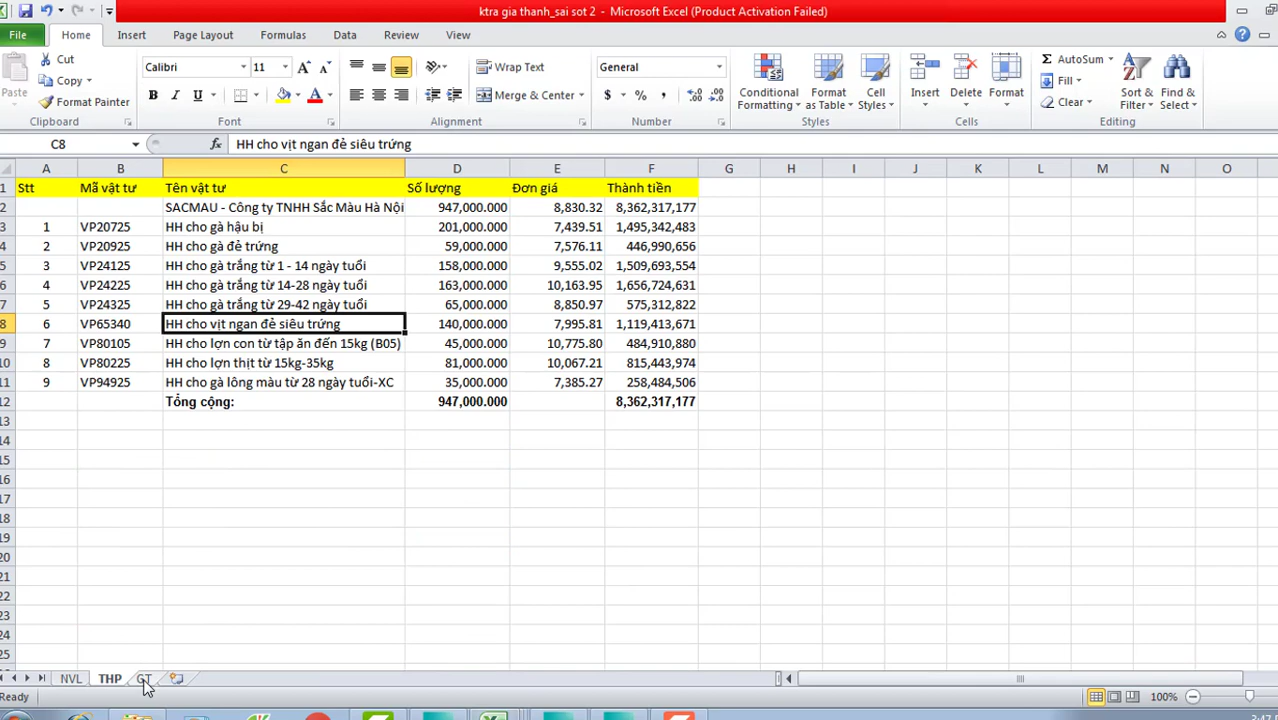 ktra gia thanh_sai sot 2 - Microsoft Excel (Product Activation Failed)
File Home Insert Page Layout Formulas Data Review View
Cut
Copy
Paste
Format Painter
Clipboard
Calibri 11
B I U
Font
Wrap Text
Merge & Center
Alignment
General
$ % ,
Number
Conditional Formatting
Format as Table
Cell Styles
Styles
Insert Delete Format
Cells
AutoSum
Fill
Clear
Sort & Filter
Find & Select
Editing
C8 fx HH cho vịt ngan đẻ siêu trứng
A B C D E F G H I J K L M N O
1 Stt Mã vật tư Tên vật tư Số lượng Đơn giá Thành tiền
2 SACMAU - Công ty TNHH Sắc Màu Hà Nội 947,000.000 8,830.32 8,362,317,177
3 1 VP20725 HH cho gà hậu bị 201,000.000 7,439.51 1,495,342,483
4 2 VP20925 HH cho gà đẻ trứng 59,000.000 7,576.11 446,990,656
5 3 VP24125 HH cho gà trắng từ 1 - 14 ngày tuổi 158,000.000 9,555.02 1,509,693,554
6 4 VP24225 HH cho gà trắng từ 14-28 ngày tuổi 163,000.000 10,163.95 1,656,724,631
7 5 VP24325 HH cho gà trắng từ 29-42 ngày tuổi 65,000.000 8,850.97 575,312,822
8 6 VP65340 HH cho vịt ngan đẻ siêu trứng 140,000.000 7,995.81 1,119,413,671
9 7 VP80105 HH cho lợn con từ tập ăn đến 15kg (B05) 45,000.000 10,775.80 484,910,880
10 8 VP80225 HH cho lợn thịt từ 15kg-35kg 81,000.000 10,067.21 815,443,974
11 9 VP94925 HH cho gà lông màu từ 28 ngày tuổi-XC 35,000.000 7,385.27 258,484,506
12 Tổng cộng: 947,000.000 8,362,317,177
13
14
15
16
17
18
19
20
21
22
23
24
25
NVL THP GT
Ready 100%